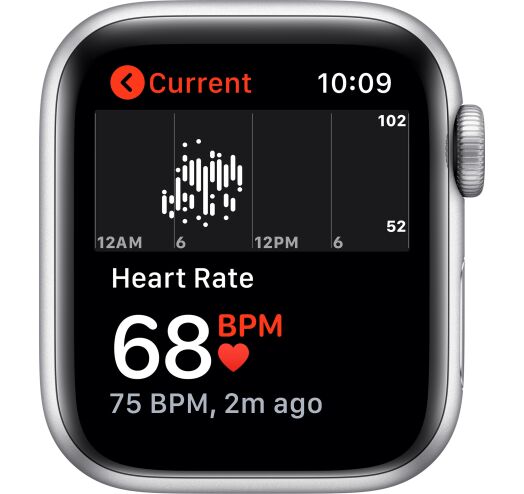 Current 10:09
102
52
12AM 6 12PM 6
Heart Rate
68 BPM
75 BPM, 2m ago